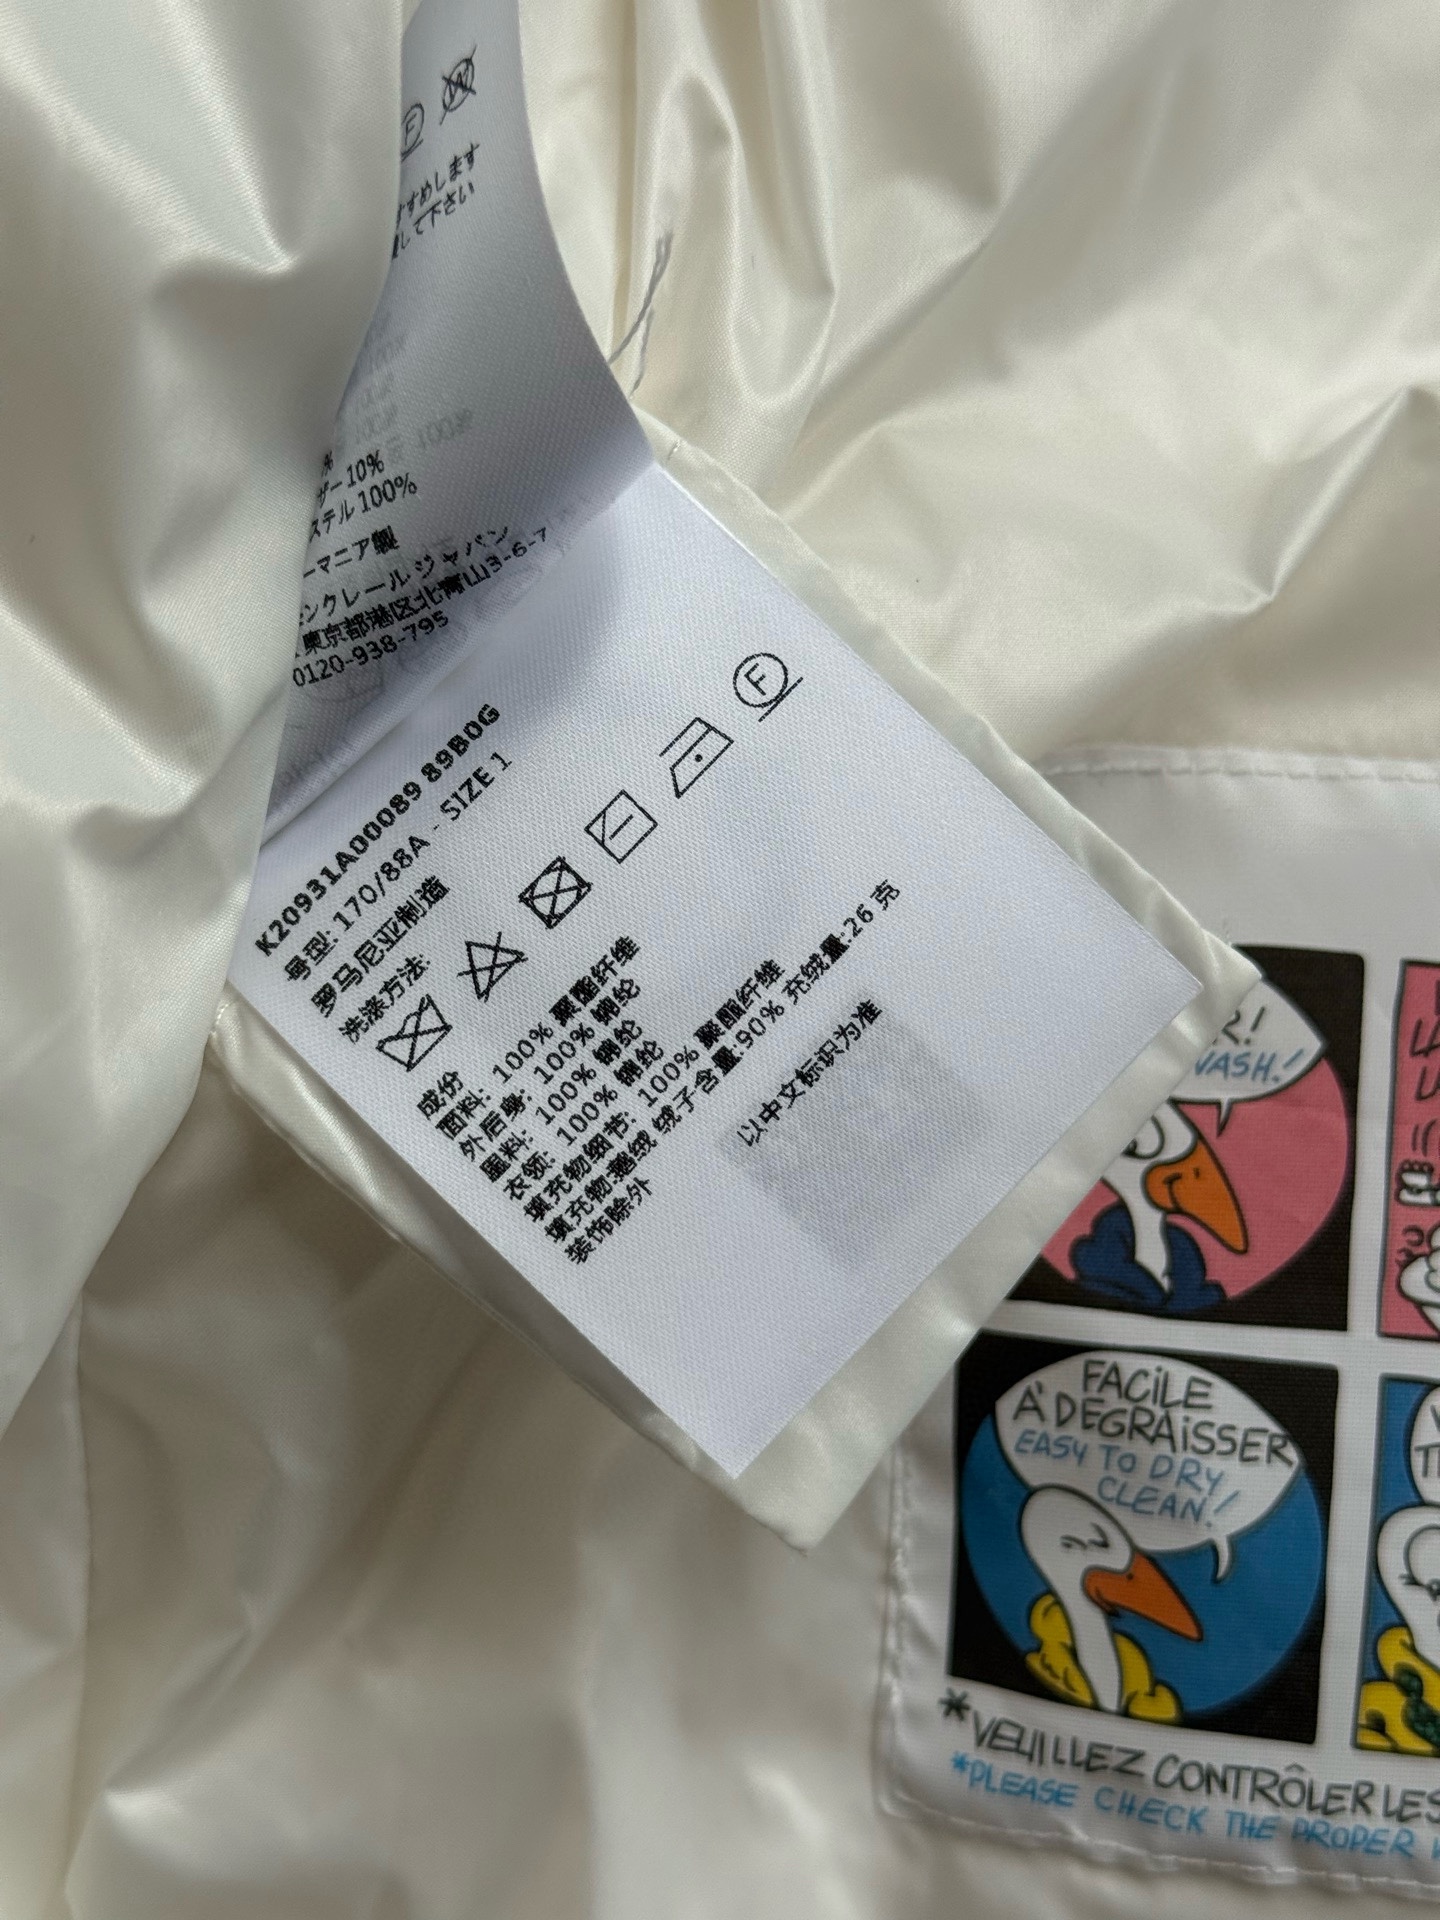 F W
すすめします
して下さい
100%
%
ザー 10%
ステル 100%
ーマニア製
ンクレール ジャパン
東京都港区北青山3-6-7
0120-938-795
K20931A00089 89B0G
号型: 170/88A - SIZE 1
罗马尼亚制造
洗涤方法:
F
成份
面料: 100% 聚酯纤维
外后身: 100% 锦纶
里料: 100% 锦纶
衣领: 100% 锦纶
填充物细节: 100% 聚酯纤维
填充物:鹅绒 绒子含量:90% 充绒量:26 克
装饰除外
以中文标识为准
R!
WASH!
FACiLE
À DEGRAiSSER
EASY TO DRY
CLEAN!
*VEUILLEZ CONTRÔLER LES
*PLEASE CHECK THE PROPER